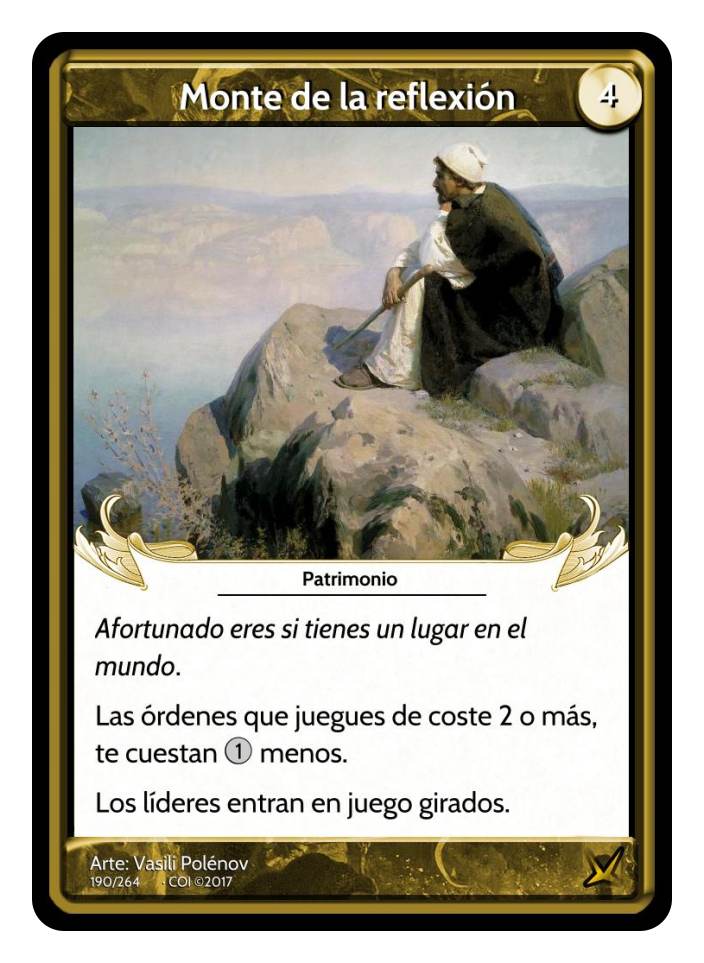 Monte de la reflexión
4
Patrimonio
Afortunado eres si tienes un lugar en el
mundo.
Las órdenes que juegues de coste 2 o más,
te cuestan 1 menos.
Los líderes entran en juego girados.
Arte: Vasili Polénov
190/264 · COI ©2017